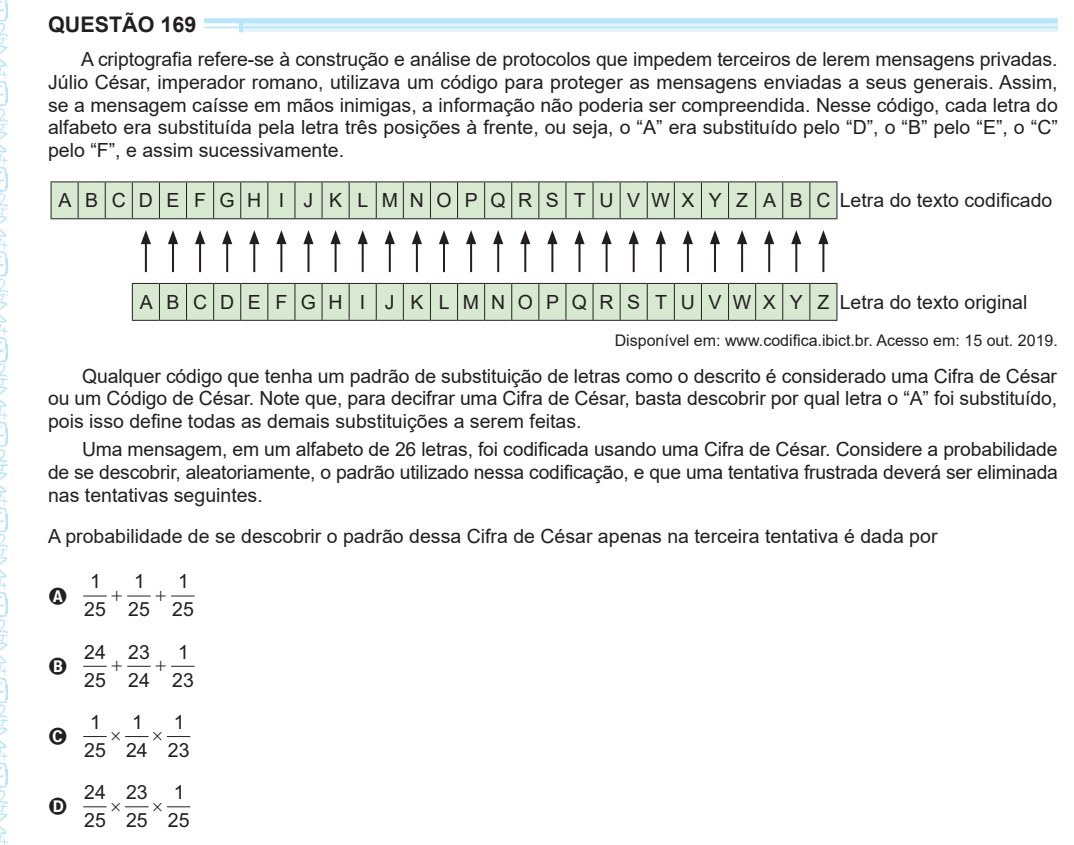 QUESTÃO 169
A criptografia refere-se à construção e análise de protocolos que impedem terceiros de lerem mensagens privadas.
Júlio César, imperador romano, utilizava um código para proteger as mensagens enviadas a seus generais. Assim,
se a mensagem caísse em mãos inimigas, a informação não poderia ser compreendida. Nesse código, cada letra do
alfabeto era substituída pela letra três posições à frente, ou seja, o “A” era substituído pelo “D”, o “B” pelo “E”, o “C”
pelo “F”, e assim sucessivamente.
A B C D E F G H I J K L M N O P Q R S T U V W X Y Z A B C Letra do texto codificado
A B C D E F G H I J K L M N O P Q R S T U V W X Y Z Letra do texto original
Disponível em: www.codifica.ibict.br. Acesso em: 15 out. 2019.
Qualquer código que tenha um padrão de substituição de letras como o descrito é considerado uma Cifra de César
ou um Código de César. Note que, para decifrar uma Cifra de César, basta descobrir por qual letra o “A” foi substituído,
pois isso define todas as demais substituições a serem feitas.
Uma mensagem, em um alfabeto de 26 letras, foi codificada usando uma Cifra de César. Considere a probabilidade
de se descobrir, aleatoriamente, o padrão utilizado nessa codificação, e que uma tentativa frustrada deverá ser eliminada
nas tentativas seguintes.
A probabilidade de se descobrir o padrão dessa Cifra de César apenas na terceira tentativa é dada por
A 1/25 + 1/25 + 1/25
B 24/25 + 23/24 + 1/23
C 1/25 × 1/24 × 1/23
D 24/25 × 23/25 × 1/25